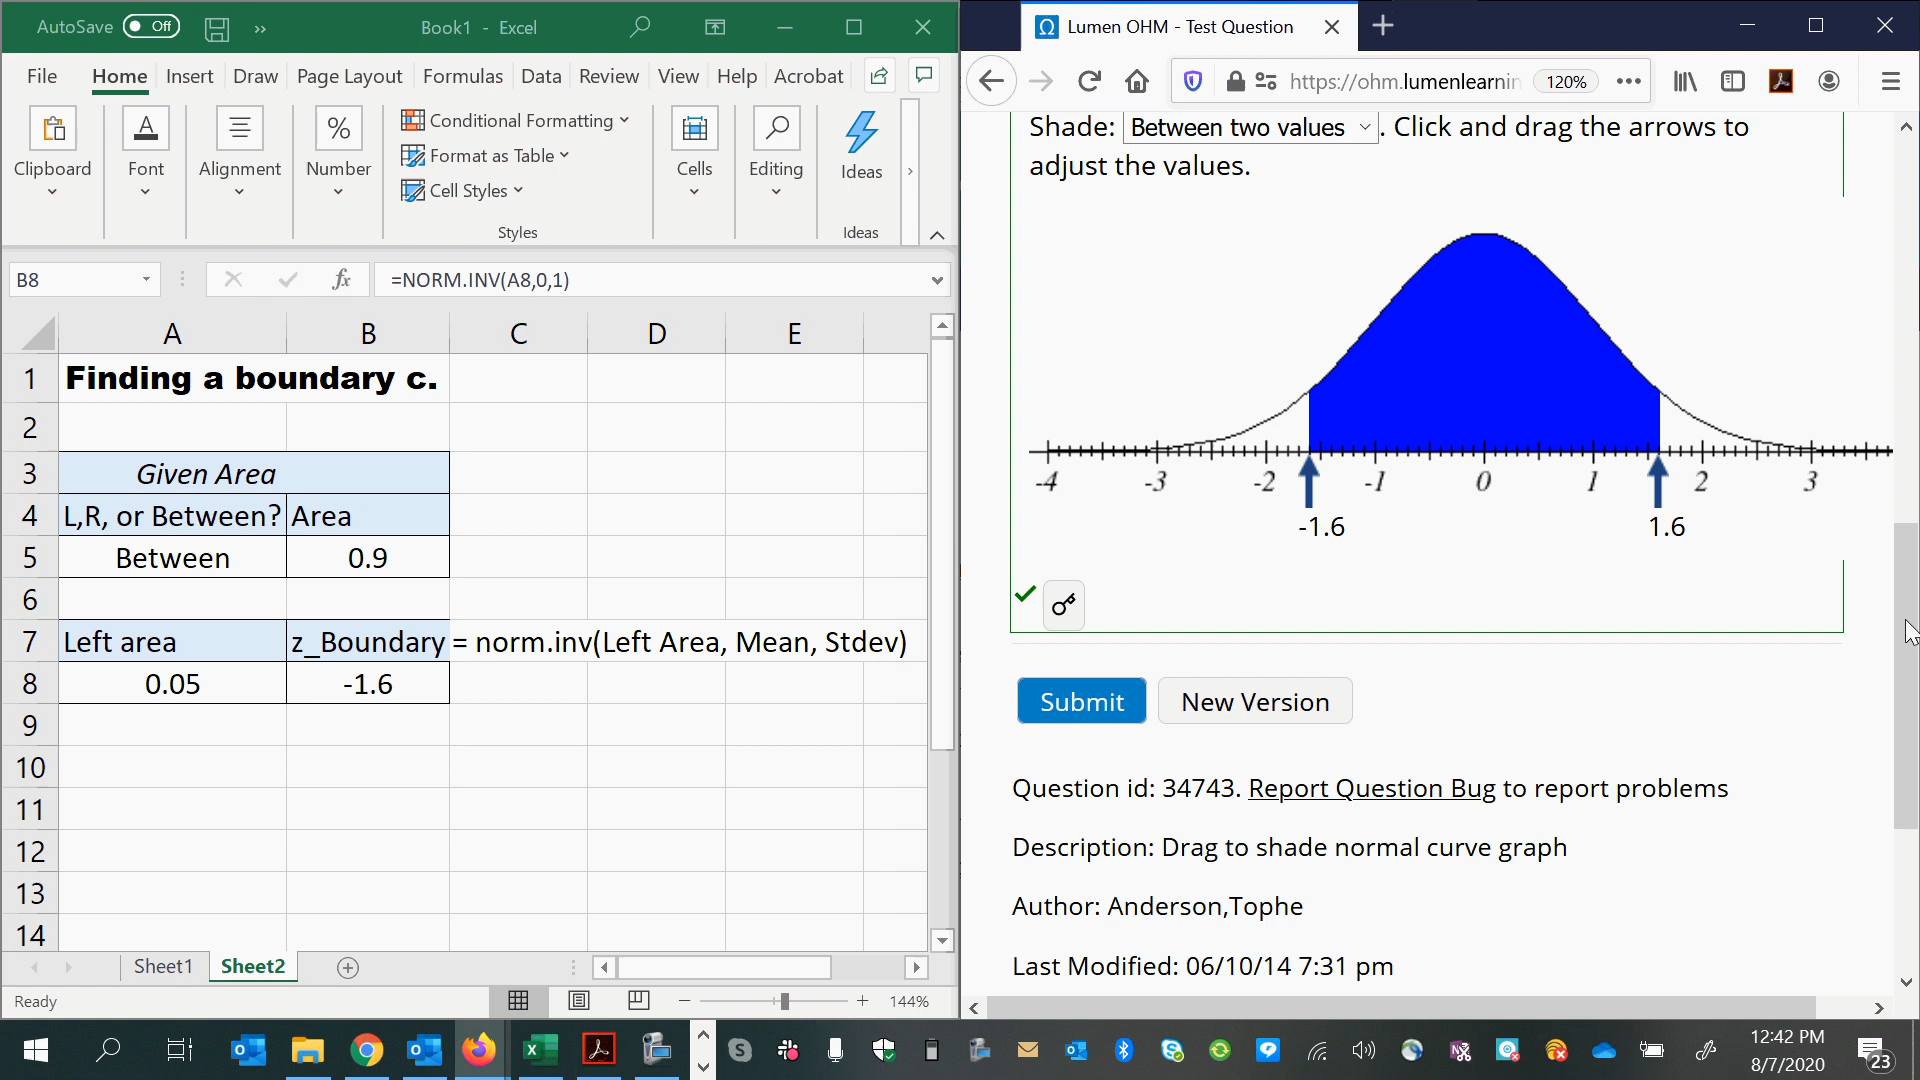 AutoSave Off » Book1 - Excel
File Home Insert Draw Page Layout Formulas Data Review View Help Acrobat
Clipboard
Font
Alignment
Number
Conditional Formatting
Format as Table
Cell Styles
Styles
Cells
Editing
Ideas
Ideas
B8 fx =NORM.INV(A8,0,1)
A B C D E
1 Finding a boundary c.
2
3 Given Area
4 L,R, or Between? Area
5 Between 0.9
6
7 Left area z_Boundary = norm.inv(Left Area, Mean, Stdev)
8 0.05 -1.6
9
10
11
12
13
14
Sheet1 Sheet2
Ready 144%
Lumen OHM - Test Question
https://ohm.lumenlearnin 120%
Shade: Between two values . Click and drag the arrows to
adjust the values.
-4 -3 -2 -1 0 1 2 3
-1.6 1.6
Submit New Version
Question id: 34743. Report Question Bug to report problems
Description: Drag to shade normal curve graph
Author: Anderson,Tophe
Last Modified: 06/10/14 7:31 pm
12:42 PM
8/7/2020
23